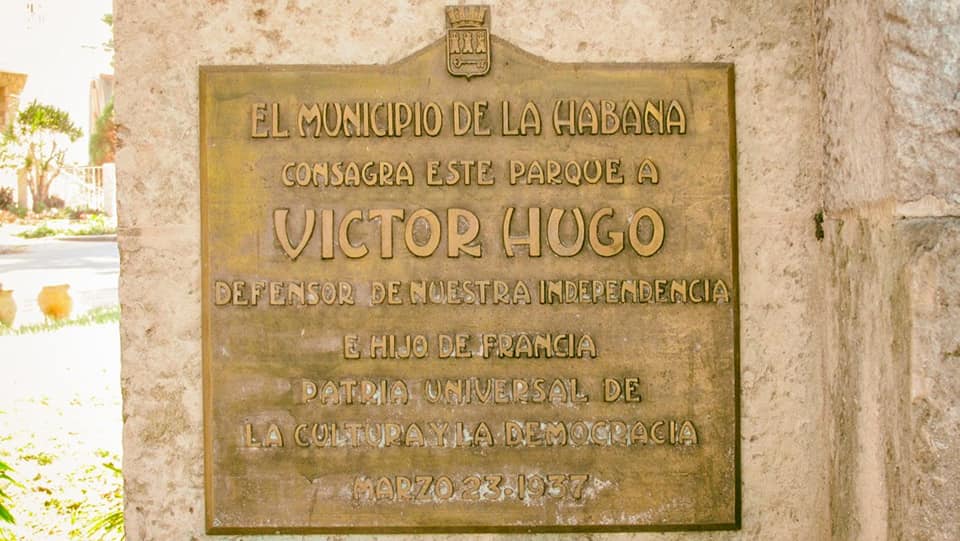 EL MUNICIPIO DE LA HABANA
CONSAGRA ESTE PARQUE A
VICTOR HUGO
DEFENSOR DE NUESTRA INDEPENDENCIA
E HIJO DE FRANCIA
PATRIA UNIVERSAL DE
LA CULTURA Y LA DEMOCRACIA
MARZO 23-1937